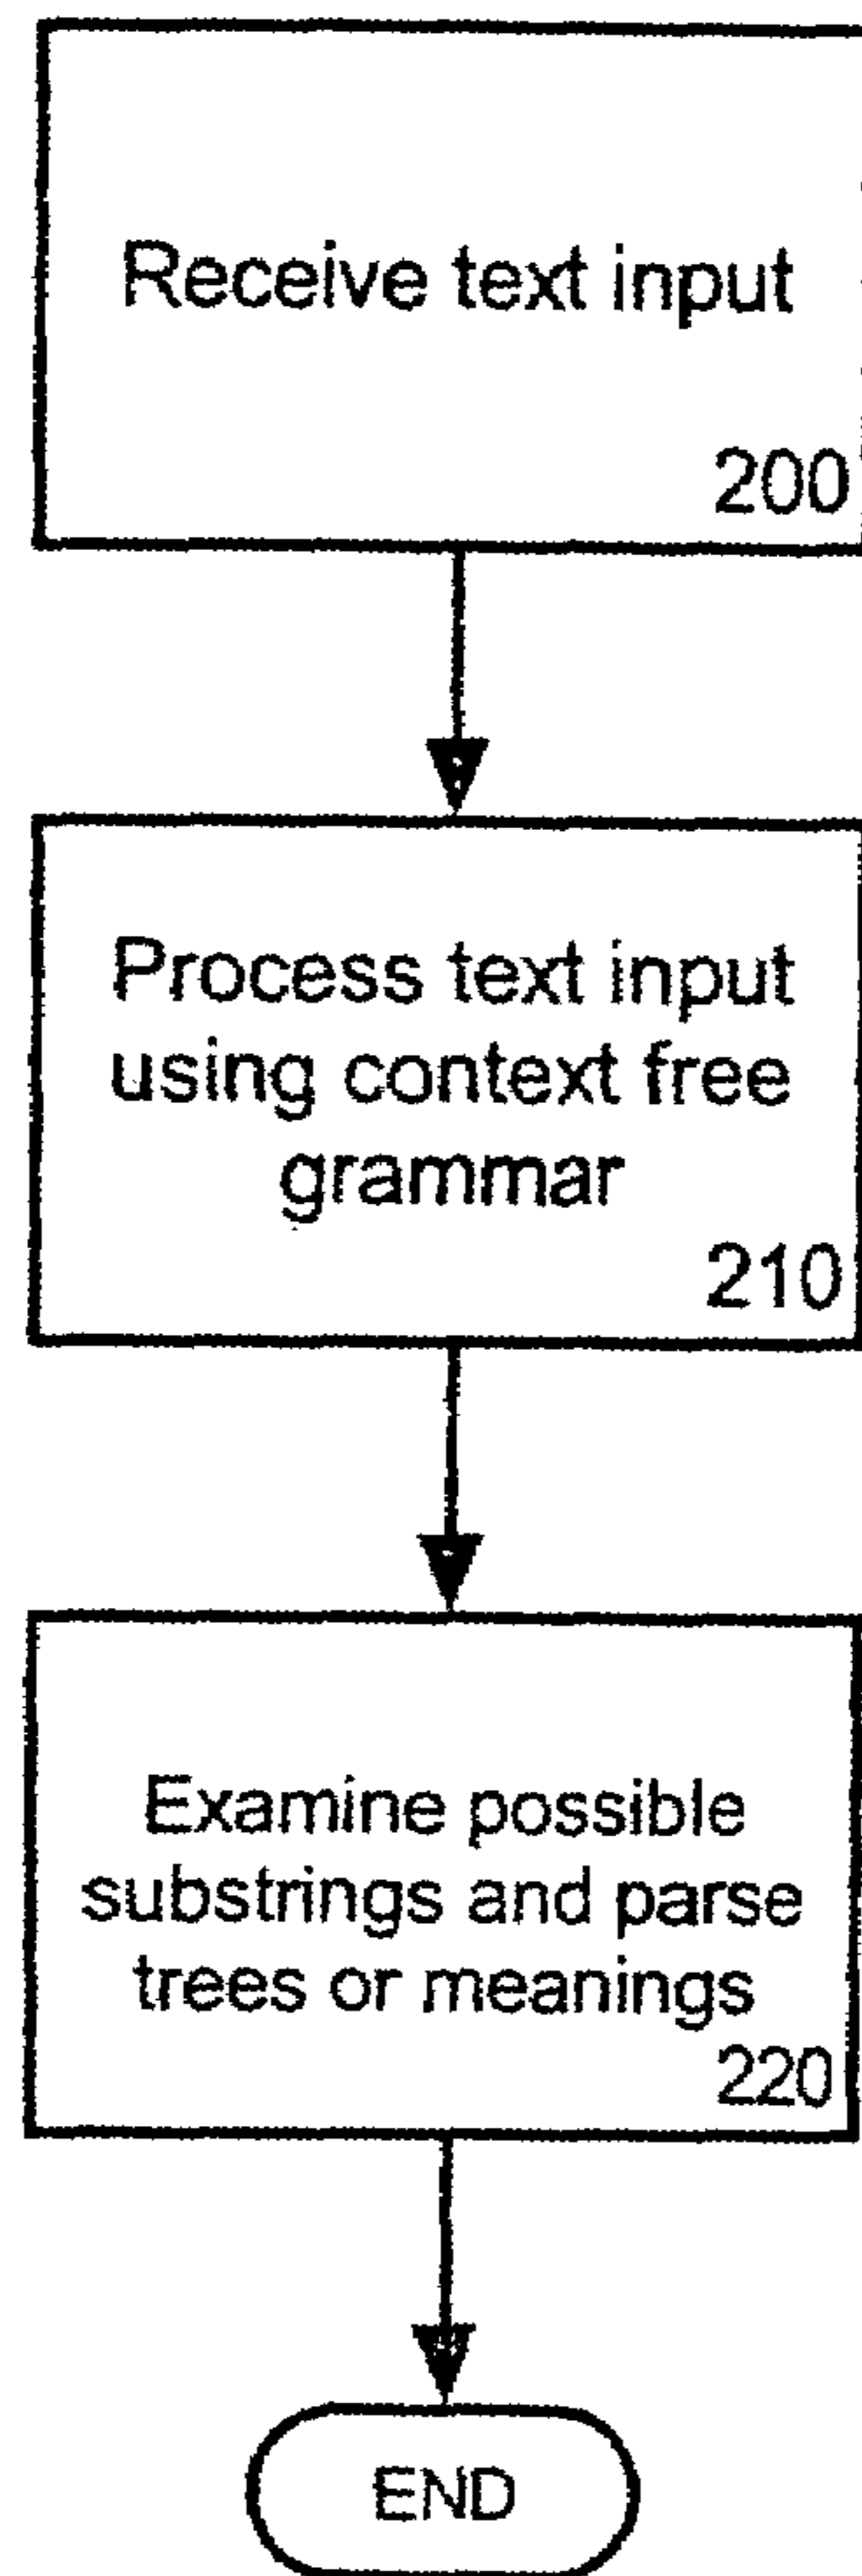 Receive text input
200
Process text input
using context free
grammar
210
Examine possible
substrings and parse
trees or meanings
220
END